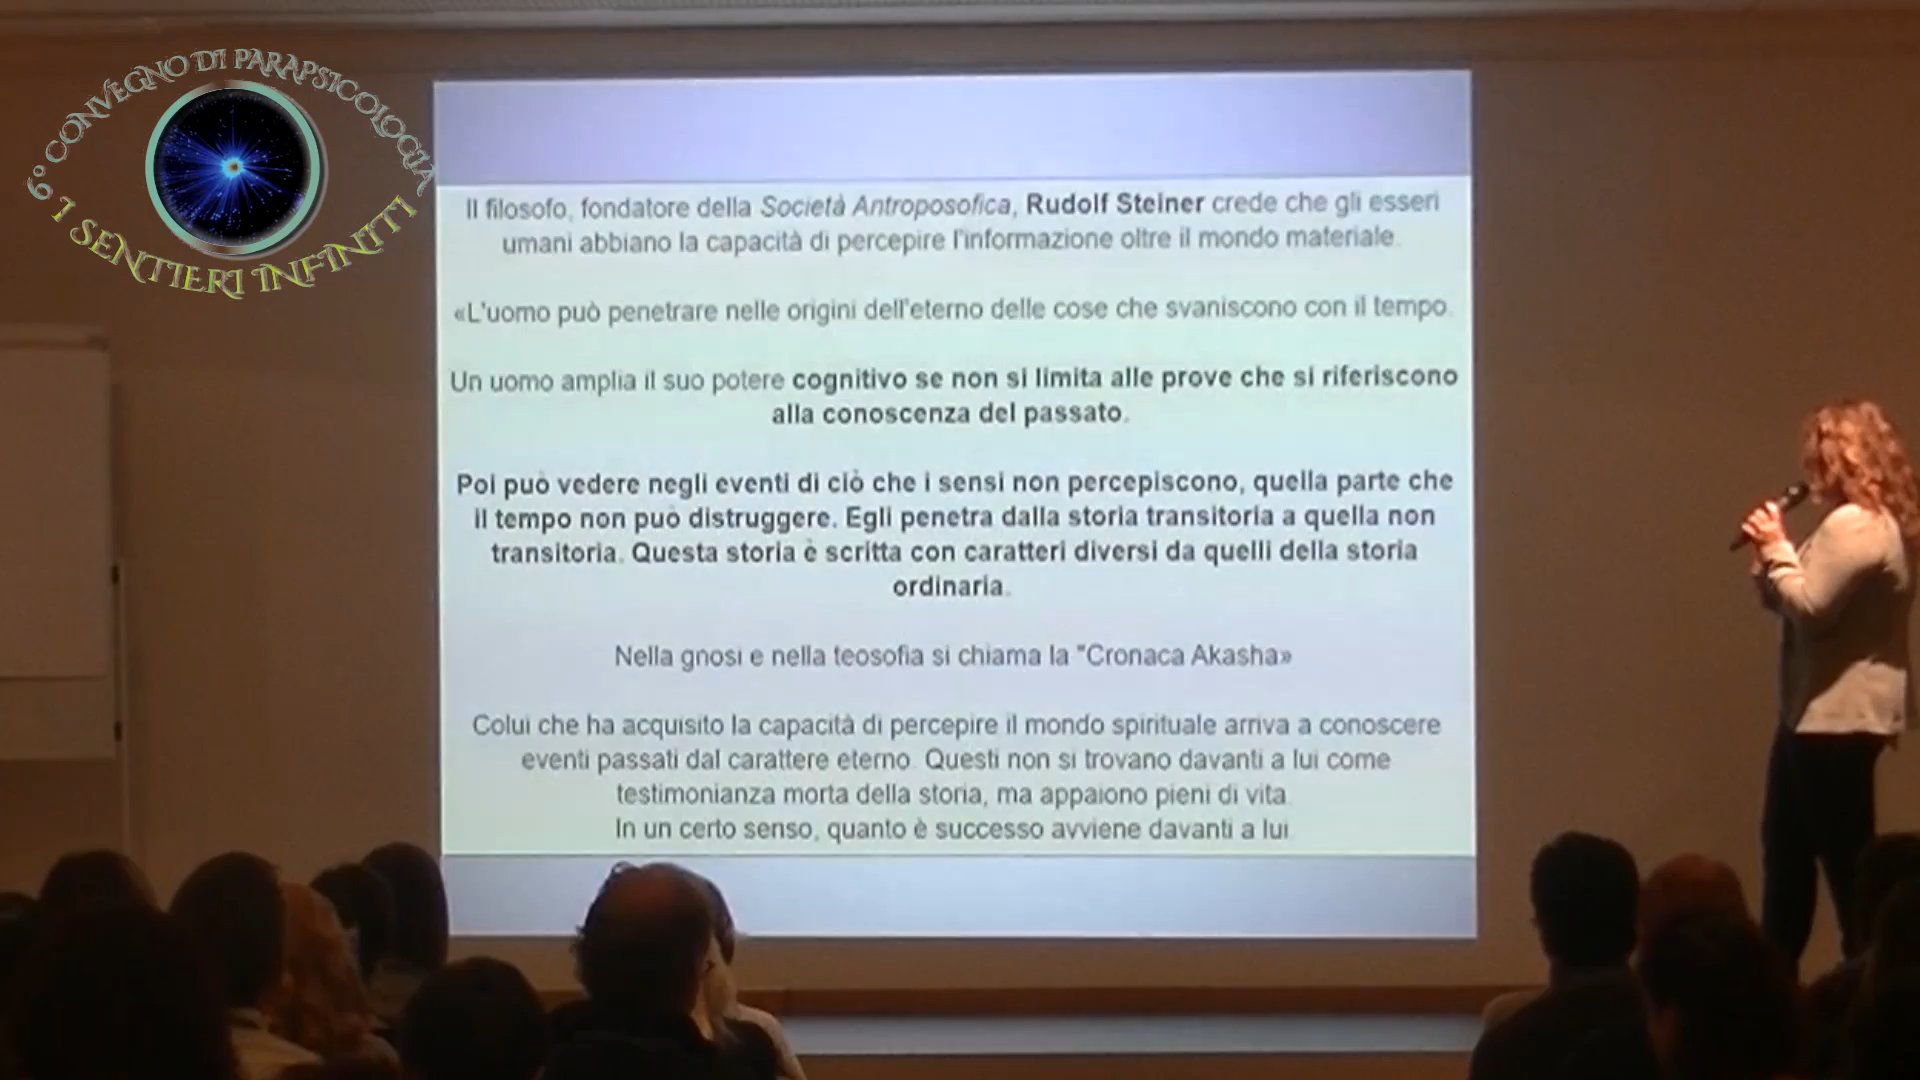 6° CONVEGNO DI PARAPSICOLOGIA
I SENTIERI INFINITI
Il filosofo, fondatore della Società Antroposofica, Rudolf Steiner crede che gli esseri
umani abbiano la capacità di percepire l'informazione oltre il mondo materiale.
«L'uomo può penetrare nelle origini dell'eterno delle cose che svaniscono con il tempo.
Un uomo amplia il suo potere cognitivo se non si limita alle prove che si riferiscono
alla conoscenza del passato.
Poi può vedere negli eventi di ciò che i sensi non percepiscono, quella parte che
il tempo non può distruggere. Egli penetra dalla storia transitoria a quella non
transitoria. Questa storia è scritta con caratteri diversi da quelli della storia
ordinaria.
Nella gnosi e nella teosofia si chiama la "Cronaca Akasha»
Colui che ha acquisito la capacità di percepire il mondo spirituale arriva a conoscere
eventi passati dal carattere eterno. Questi non si trovano davanti a lui come
testimonianza morta della storia, ma appaiono pieni di vita.
In un certo senso, quanto è successo avviene davanti a lui.